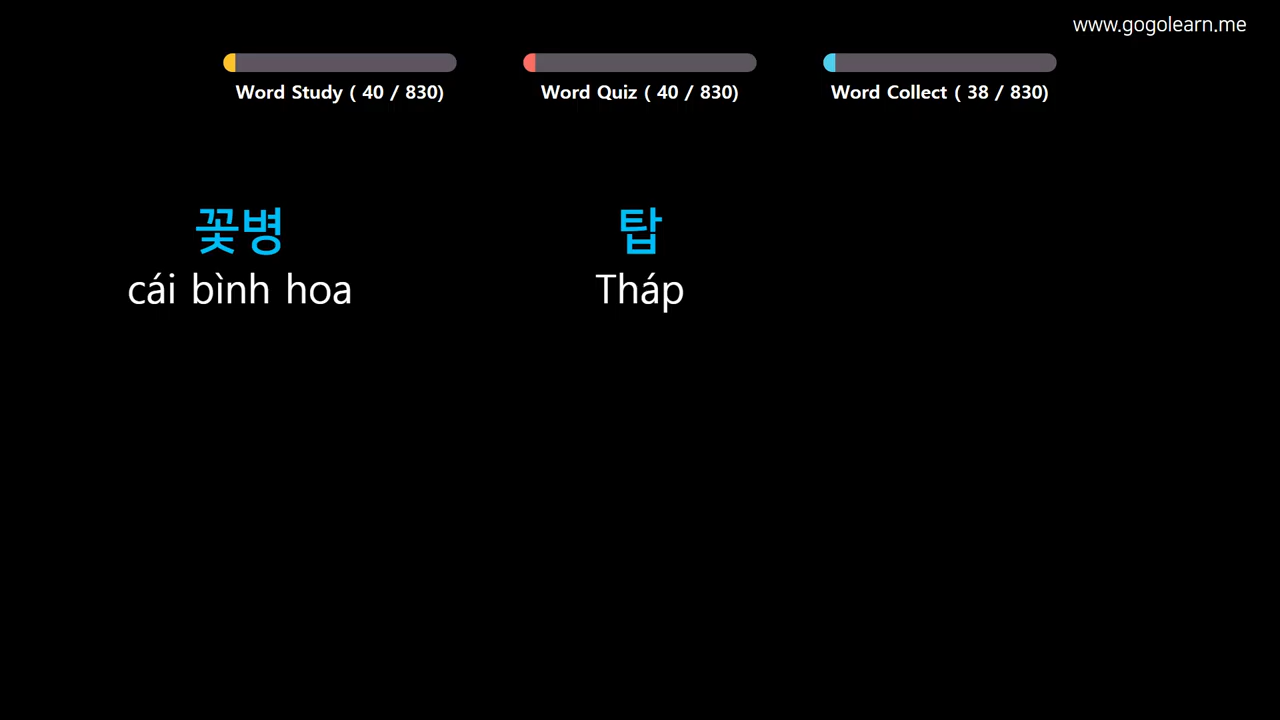 www.gogolearn.me
Word Study ( 40 / 830)
Word Quiz ( 40 / 830)
Word Collect ( 38 / 830)
꽃병
cái bình hoa
탑
Tháp